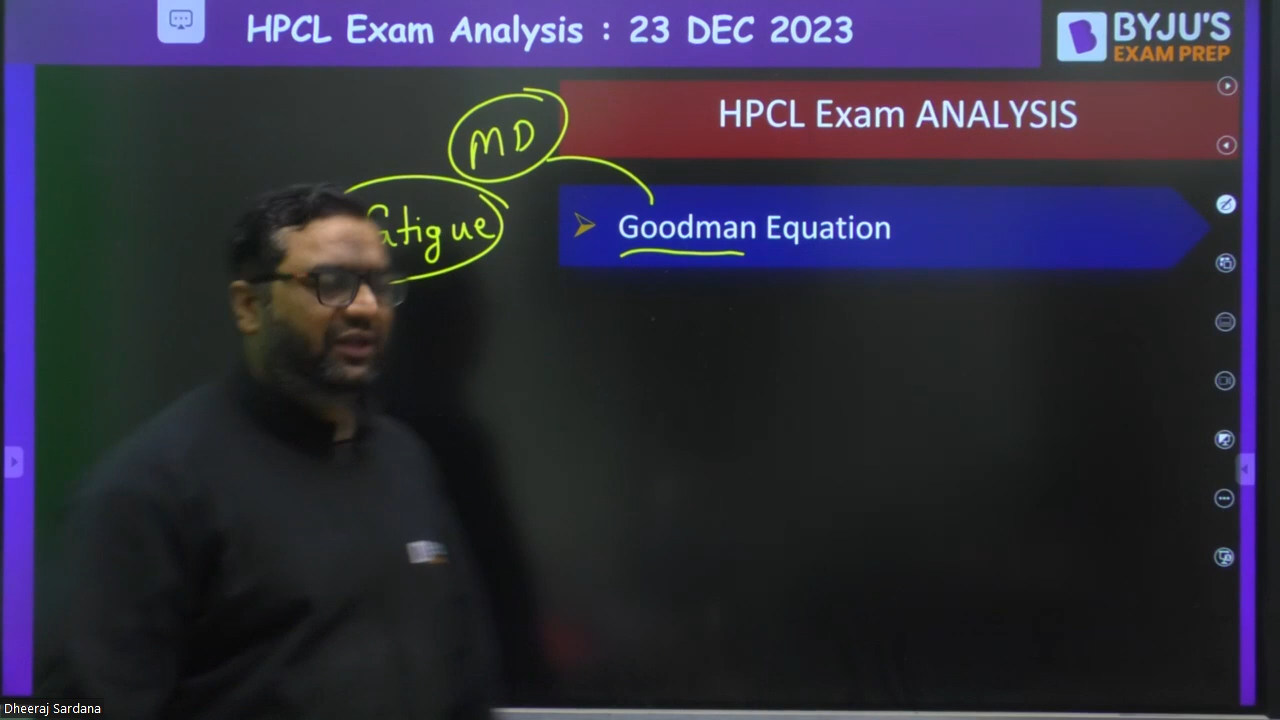 HPCL Exam Analysis : 23 DEC 2023
BYJU'S
EXAM PREP
HPCL Exam ANALYSIS
MD
Goodman Equation
Dheeraj Sardana